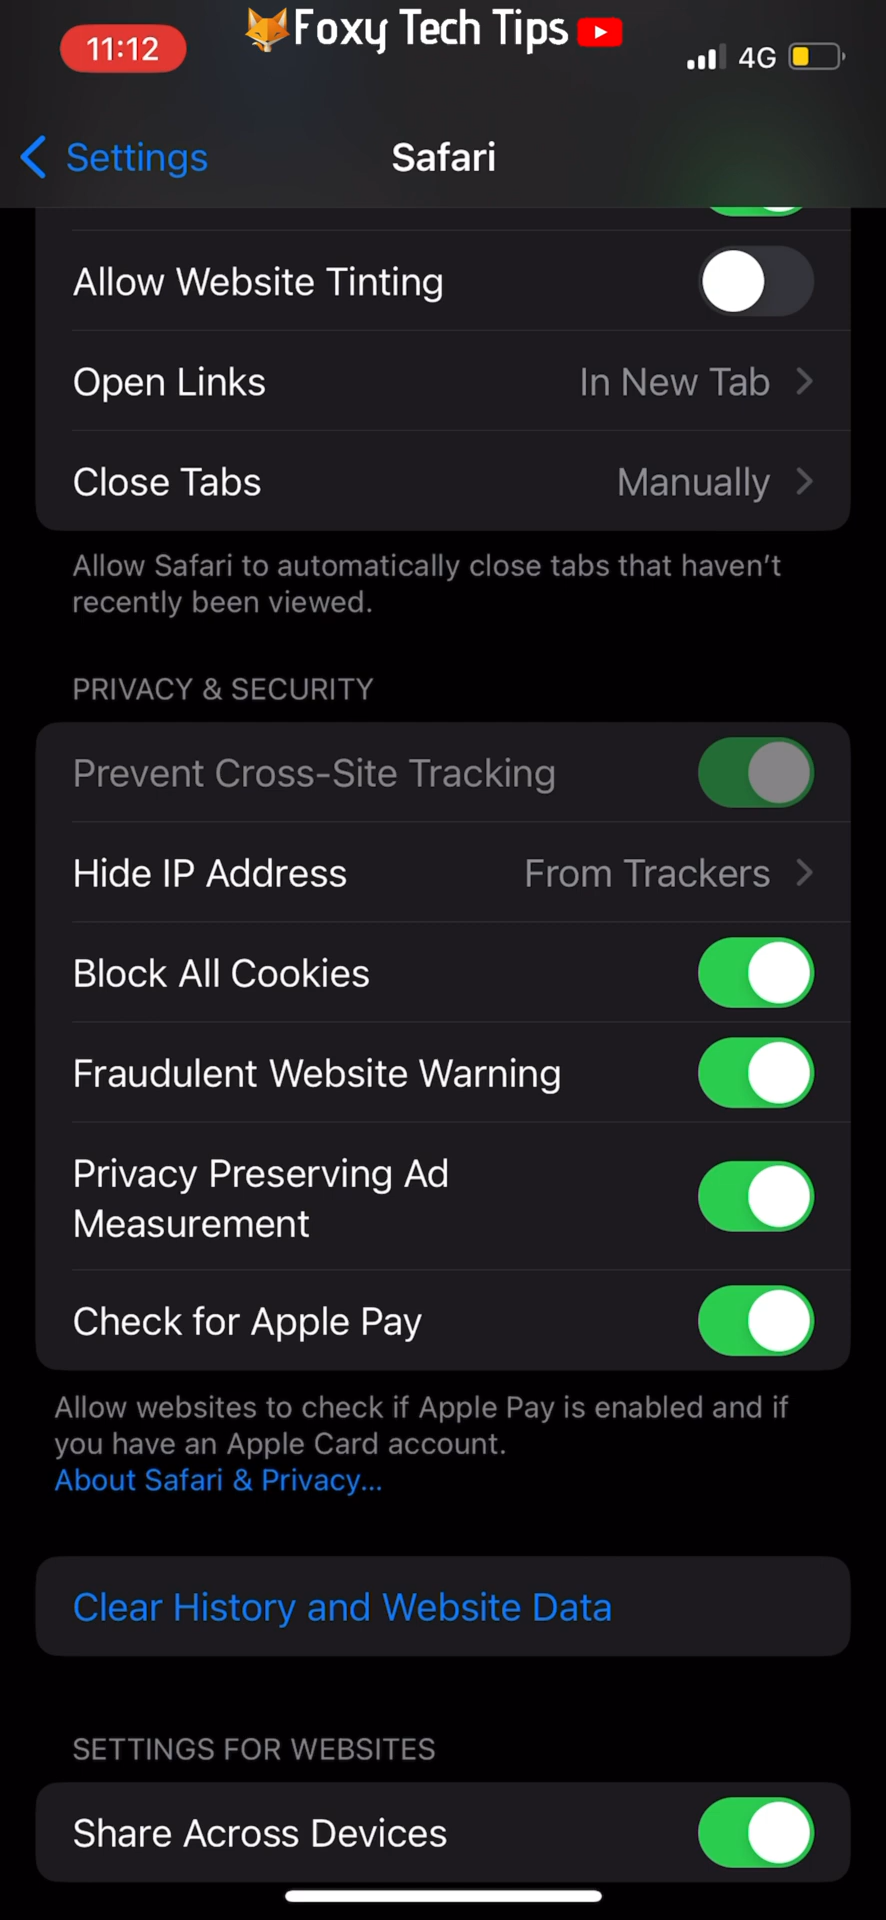 Foxy Tech Tips
11:12
4G
Settings
Safari
Allow Website Tinting
Open Links
In New Tab
Close Tabs
Manually
Allow Safari to automatically close tabs that haven’t
recently been viewed.
PRIVACY & SECURITY
Prevent Cross-Site Tracking
Hide IP Address
From Trackers
Block All Cookies
Fraudulent Website Warning
Privacy Preserving Ad
Measurement
Check for Apple Pay
Allow websites to check if Apple Pay is enabled and if
you have an Apple Card account.
About Safari & Privacy...
Clear History and Website Data
SETTINGS FOR WEBSITES
Share Across Devices